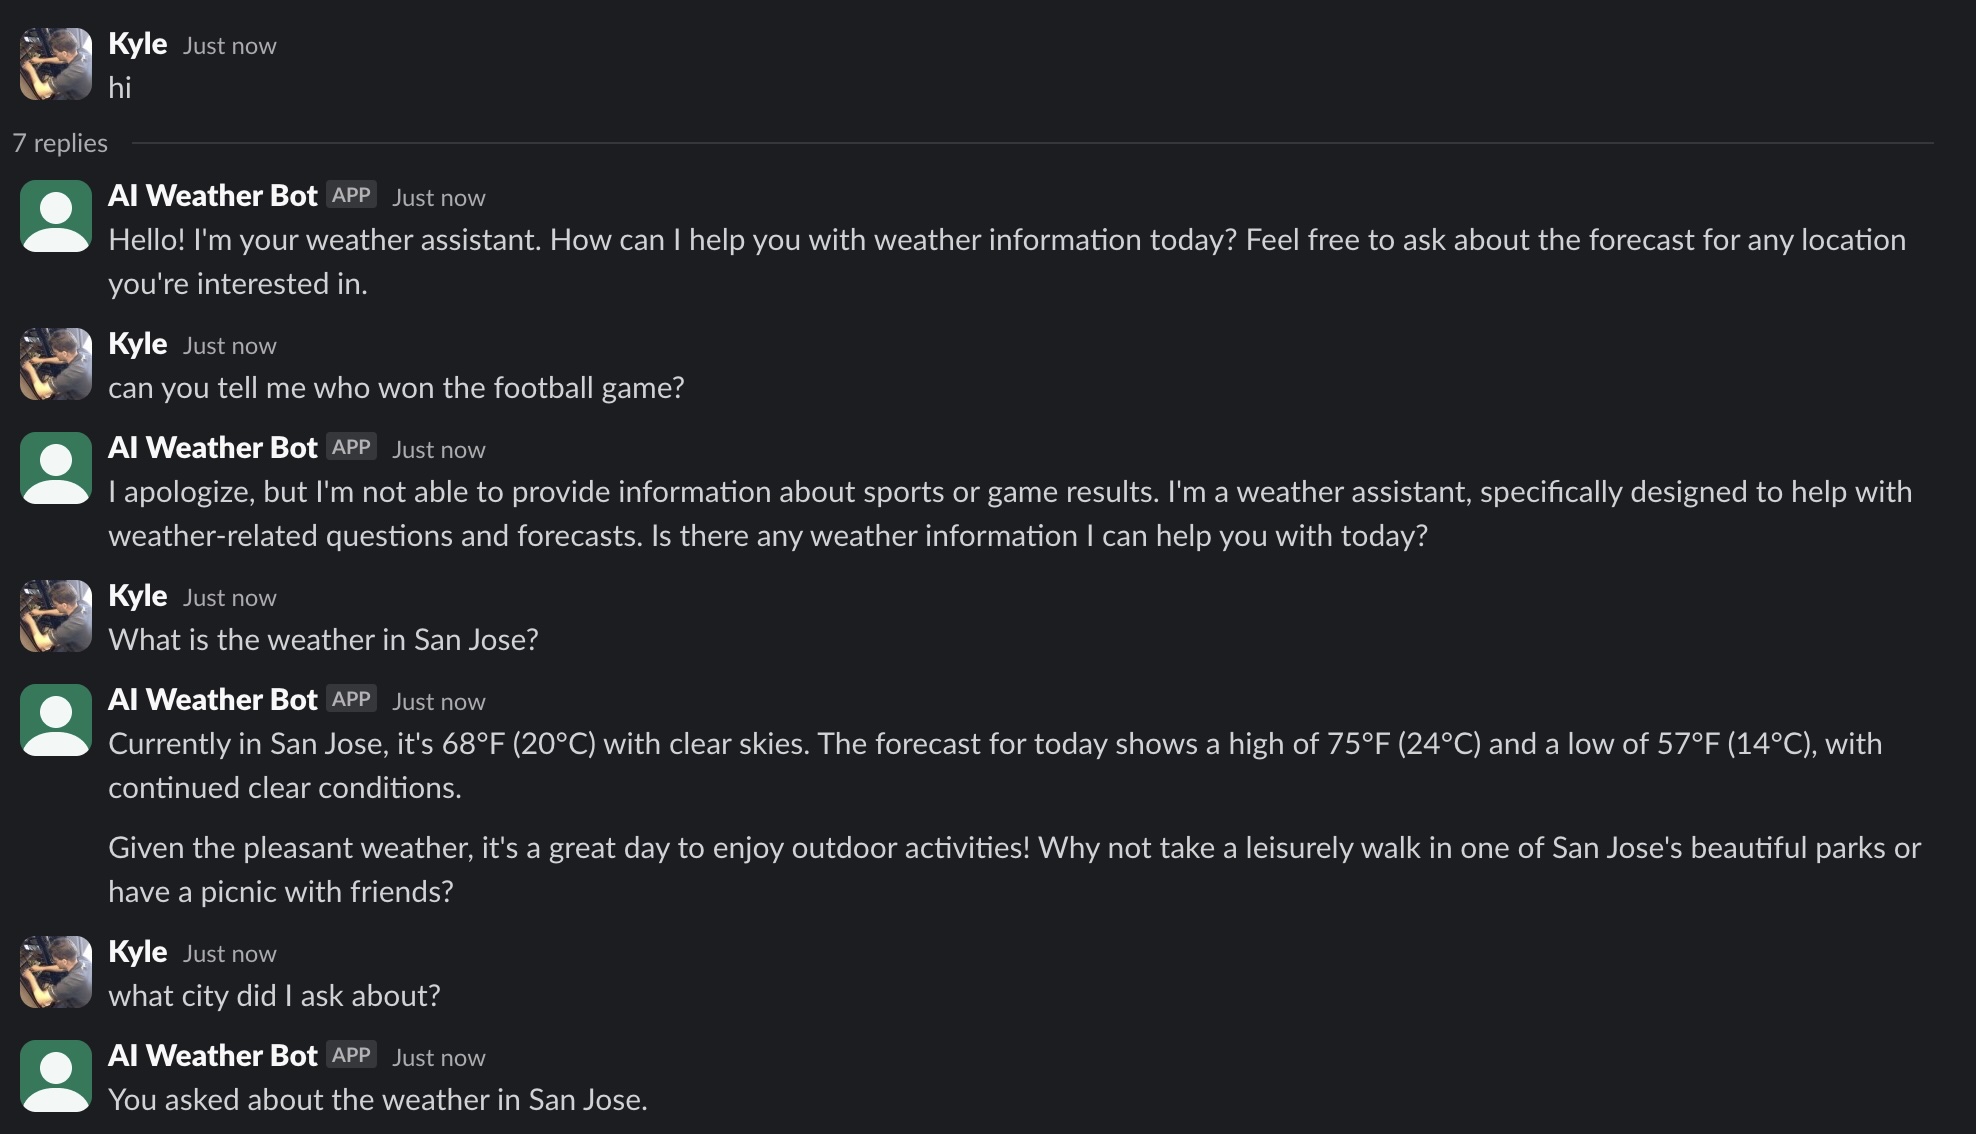 Kyle Just now
hi
7 replies
AI Weather Bot APP Just now
Hello! I'm your weather assistant. How can I help you with weather information today? Feel free to ask about the forecast for any location
you're interested in.
Kyle Just now
can you tell me who won the football game?
AI Weather Bot APP Just now
I apologize, but I'm not able to provide information about sports or game results. I'm a weather assistant, specifically designed to help with
weather-related questions and forecasts. Is there any weather information I can help you with today?
Kyle Just now
What is the weather in San Jose?
AI Weather Bot APP Just now
Currently in San Jose, it's 68°F (20°C) with clear skies. The forecast for today shows a high of 75°F (24°C) and a low of 57°F (14°C), with
continued clear conditions.
Given the pleasant weather, it's a great day to enjoy outdoor activities! Why not take a leisurely walk in one of San Jose's beautiful parks or
have a picnic with friends?
Kyle Just now
what city did I ask about?
AI Weather Bot APP Just now
You asked about the weather in San Jose.